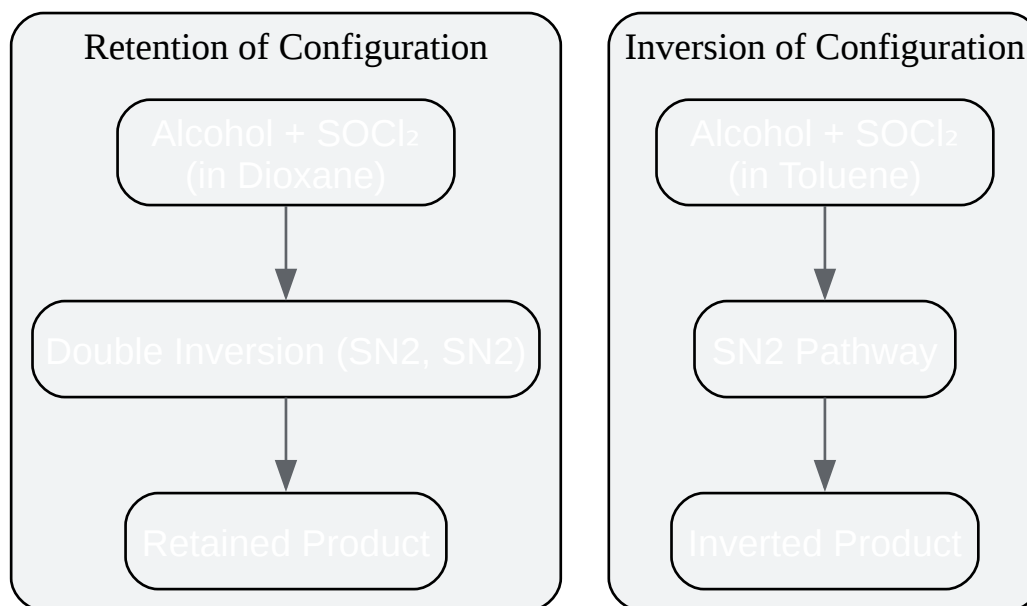 Retention of Configuration
Alcohol + SOCl₂
(in Dioxane)
Double Inversion (SN2, SN2)
Retained Product
Inversion of Configuration
Alcohol + SOCl₂
(in Toluene)
SN2 Pathway
Inverted Product